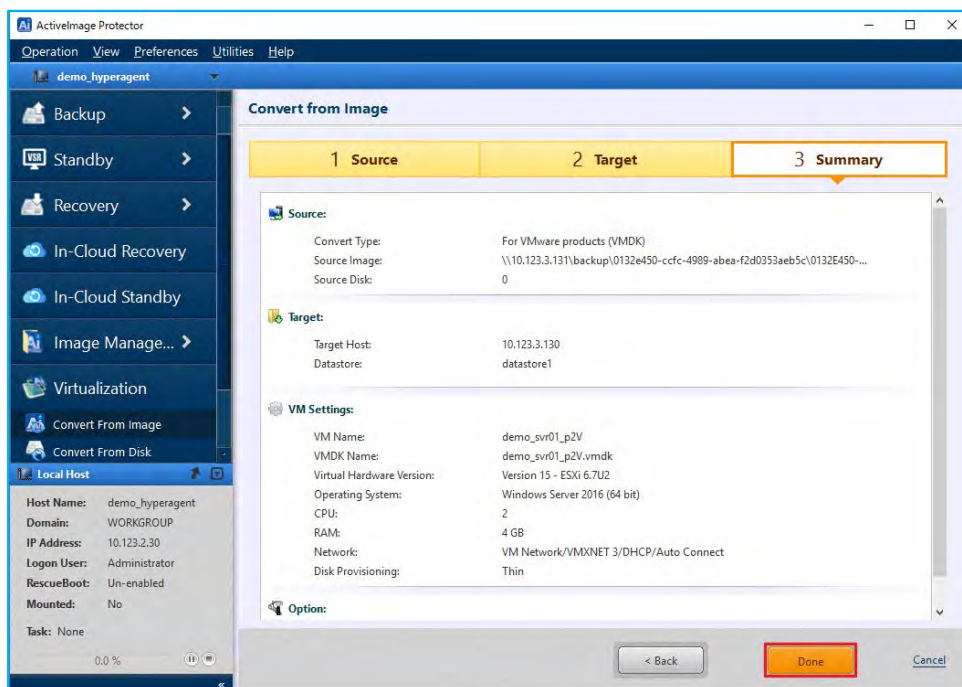 ActiveImage Protector
Operation View Preferences Utilities Help
demo_hyperagent
Backup
Standby
Recovery
In-Cloud Recovery
In-Cloud Standby
Image Manage...
Virtualization
Convert From Image
Convert From Disk
Local Host
Host Name: demo_hyperagent
Domain: WORKGROUP
IP Address: 10.123.2.30
Logon User: Administrator
RescueBoot: Un-enabled
Mounted: No
Task: None
0.0 %
Convert from Image
1 Source 2 Target 3 Summary
Source:
Convert Type: For VMware products (VMDK)
Source Image: \\10.123.3.131\backup\0132e450-ccfc-4989-abea-f2d0353aeb5c\0132E450-...
Source Disk: 0
Target:
Target Host: 10.123.3.130
Datastore: datastore1
VM Settings:
VM Name: demo_svr01_p2V
VMDK Name: demo_svr01_p2V.vmdk
Virtual Hardware Version: Version 15 - ESXi 6.7U2
Operating System: Windows Server 2016 (64 bit)
CPU: 2
RAM: 4 GB
Network: VM Network/VMXNET 3/DHCP/Auto Connect
Disk Provisioning: Thin
Option:
< Back Done Cancel